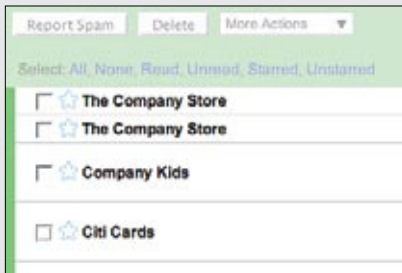 Report Spam Delete More Actions
Select: All, None, Read, Unread, Starred, Unstarred
The Company Store
The Company Store
Company Kids
Citi Cards